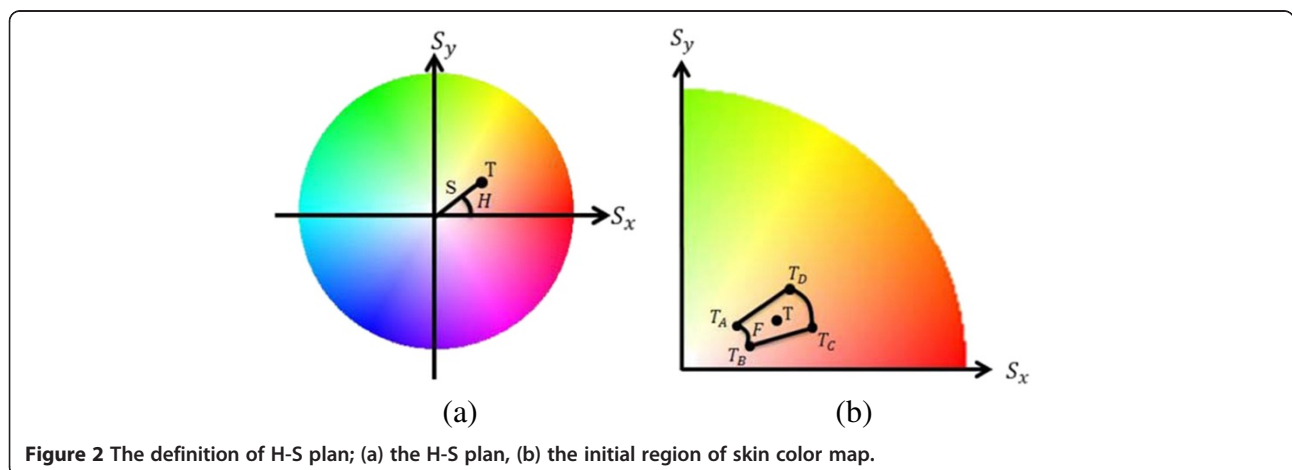 S_y
T
S
H
S_x
(a)
S_y
T_D
T_A
F
T
T_B
T_C
S_x
(b)
Figure 2 The definition of H-S plan; (a) the H-S plan, (b) the initial region of skin color map.